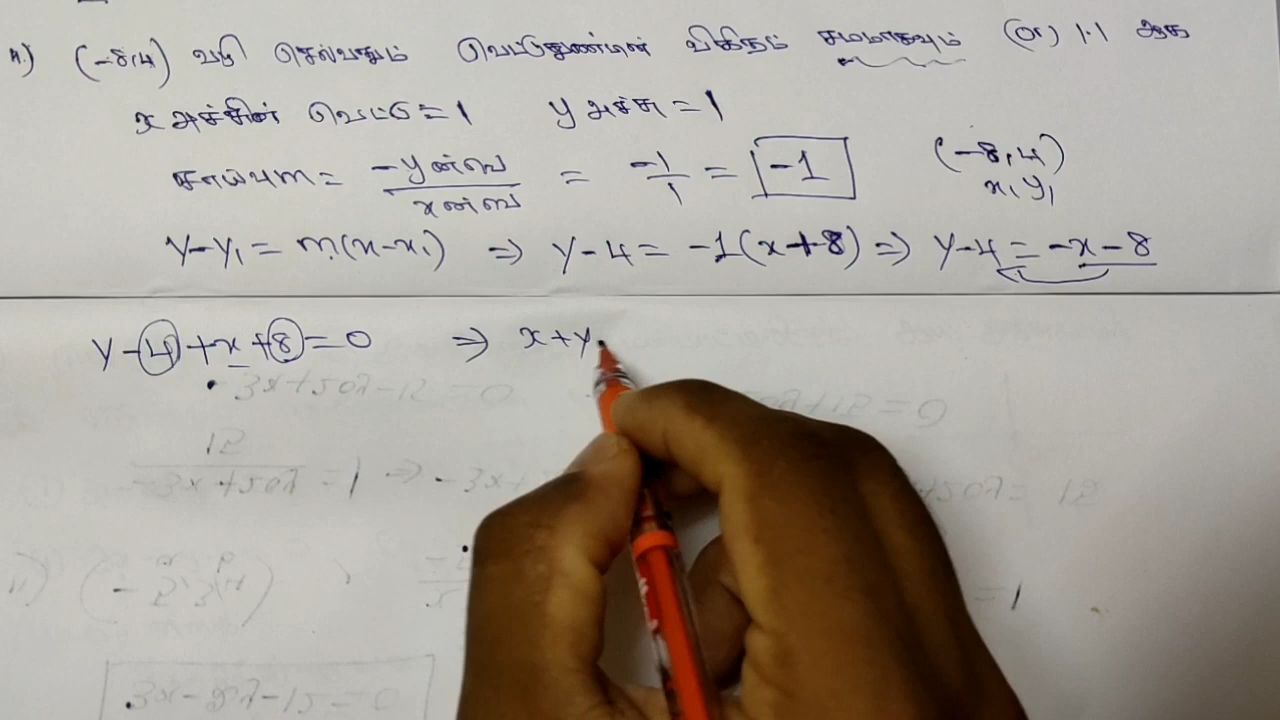 4.) (-8,4) வழி செல்வதும் வெட்டுதுண்டின் விகிதம் சமமாகவும் (or) 1:1 ஆக
x அச்சின் வெட்டு = 1 y அச்சு = 1
சாய்வு m = -y ன் வெ / x ன் வெ = -1/1 = -1 (-8,4)
x₁ y₁
y-y₁ = m(x-x₁) ⇒ y-4 = -1(x+8) ⇒ y-4 = -x-8
y-4+x+8=0 ⇒ x+y